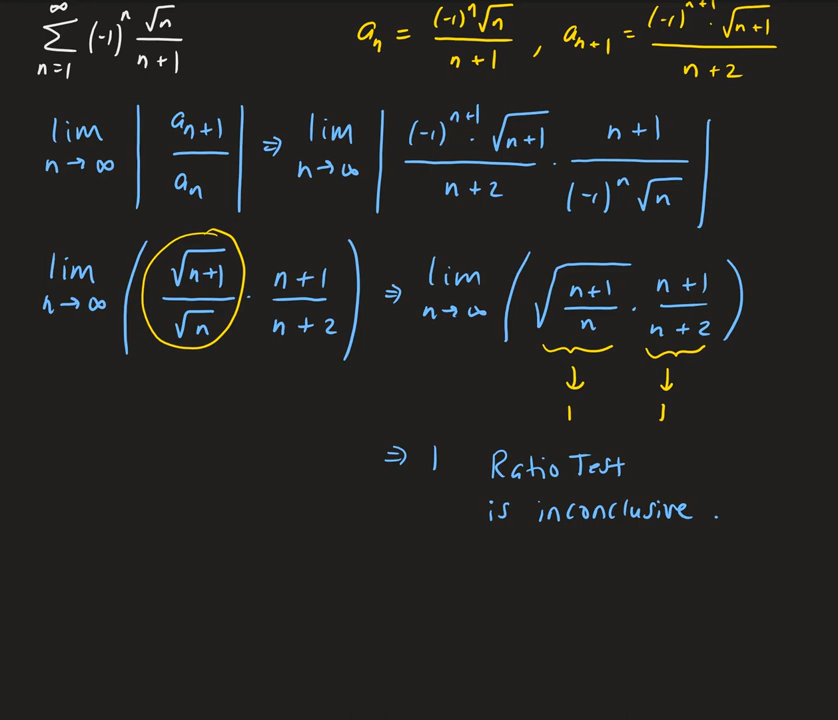 ∑_{n=1}^{∞} (-1)^n √n / (n+1)    a_n = (-1)^n √n / (n+1) , a_{n+1} = (-1)^{n+1} · √(n+1) / (n+2)
lim_{n→∞} | a_{n+1} / a_n | ⇒ lim_{n→∞} | (-1)^{n+1} · √(n+1) / (n+2) · (n+1) / ((-1)^n √n) |
lim_{n→∞} ( √(n+1) / √n · (n+1) / (n+2) ) ⇒ lim_{n→∞} ( √((n+1)/n) · (n+1) / (n+2) )
↓ ↓
1 1
⇒ 1 Ratio Test
is inconclusive.